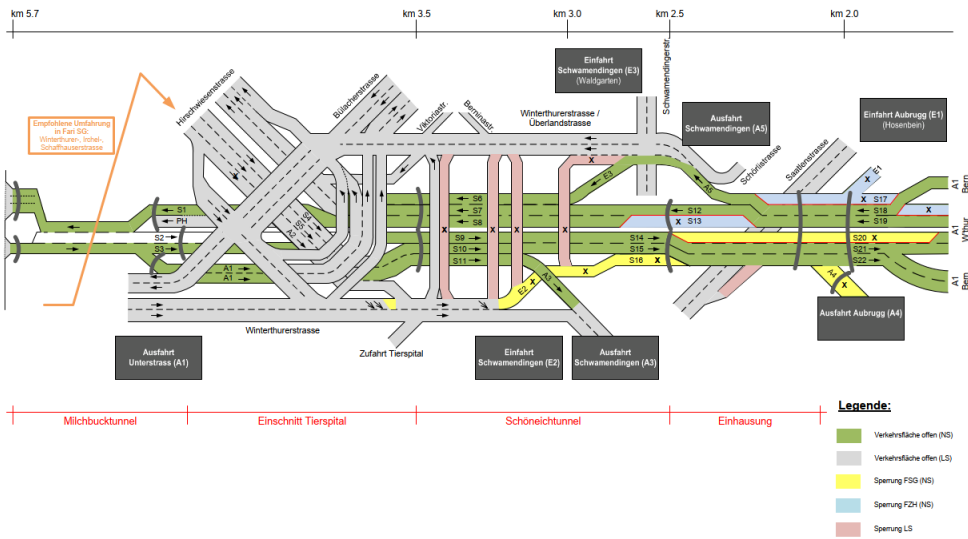 km 5.7
km 3.5
km 3.0
km 2.5
km 2.0
Einfahrt
Schwamendingen (E3)
(Waldgarten)
Schwamendingerstr.
Ausfahrt
Schwamendingen (A5)
Einfahrt Aubrugg (E1)
(Hosenbein)
Empfohlene Umfahrung
in Fari SG:
Winterthurer-, Irchel-,
Schaffhauserstrasse
Hirschwiesenstrasse
Bülacherstrasse
Viktoriastr.
Berninastr.
Winterthurerstrasse /
Überlandstrasse
Schörlistrasse
Saatlenstrasse
E1
A1
Bern
E3
A5
S1
PH
S2
S3
A2
S6
S7
S8
S9
S10
S11
S12
S13
S14
S15
S16
S17
S18
S19
S20
S21
S22
X
X
X
X
X
X
X
X
X
X
X
X
X
A1
W'thur
A1
Bern
A1
A1
E2
A3
A4
Winterthurerstrasse
Zufahrt Tierspital
Ausfahrt
Unterstrass (A1)
Einfahrt
Schwamendingen (E2)
Ausfahrt
Schwamendingen (A3)
Ausfahrt Aubrugg (A4)
Milchbucktunnel
Einschnitt Tierspital
Schöneichtunnel
Einhausung
Legende:
Verkehrsfläche offen (NS)
Verkehrsfläche offen (LS)
Sperrung FSG (NS)
Sperrung FZH (NS)
Sperrung LS